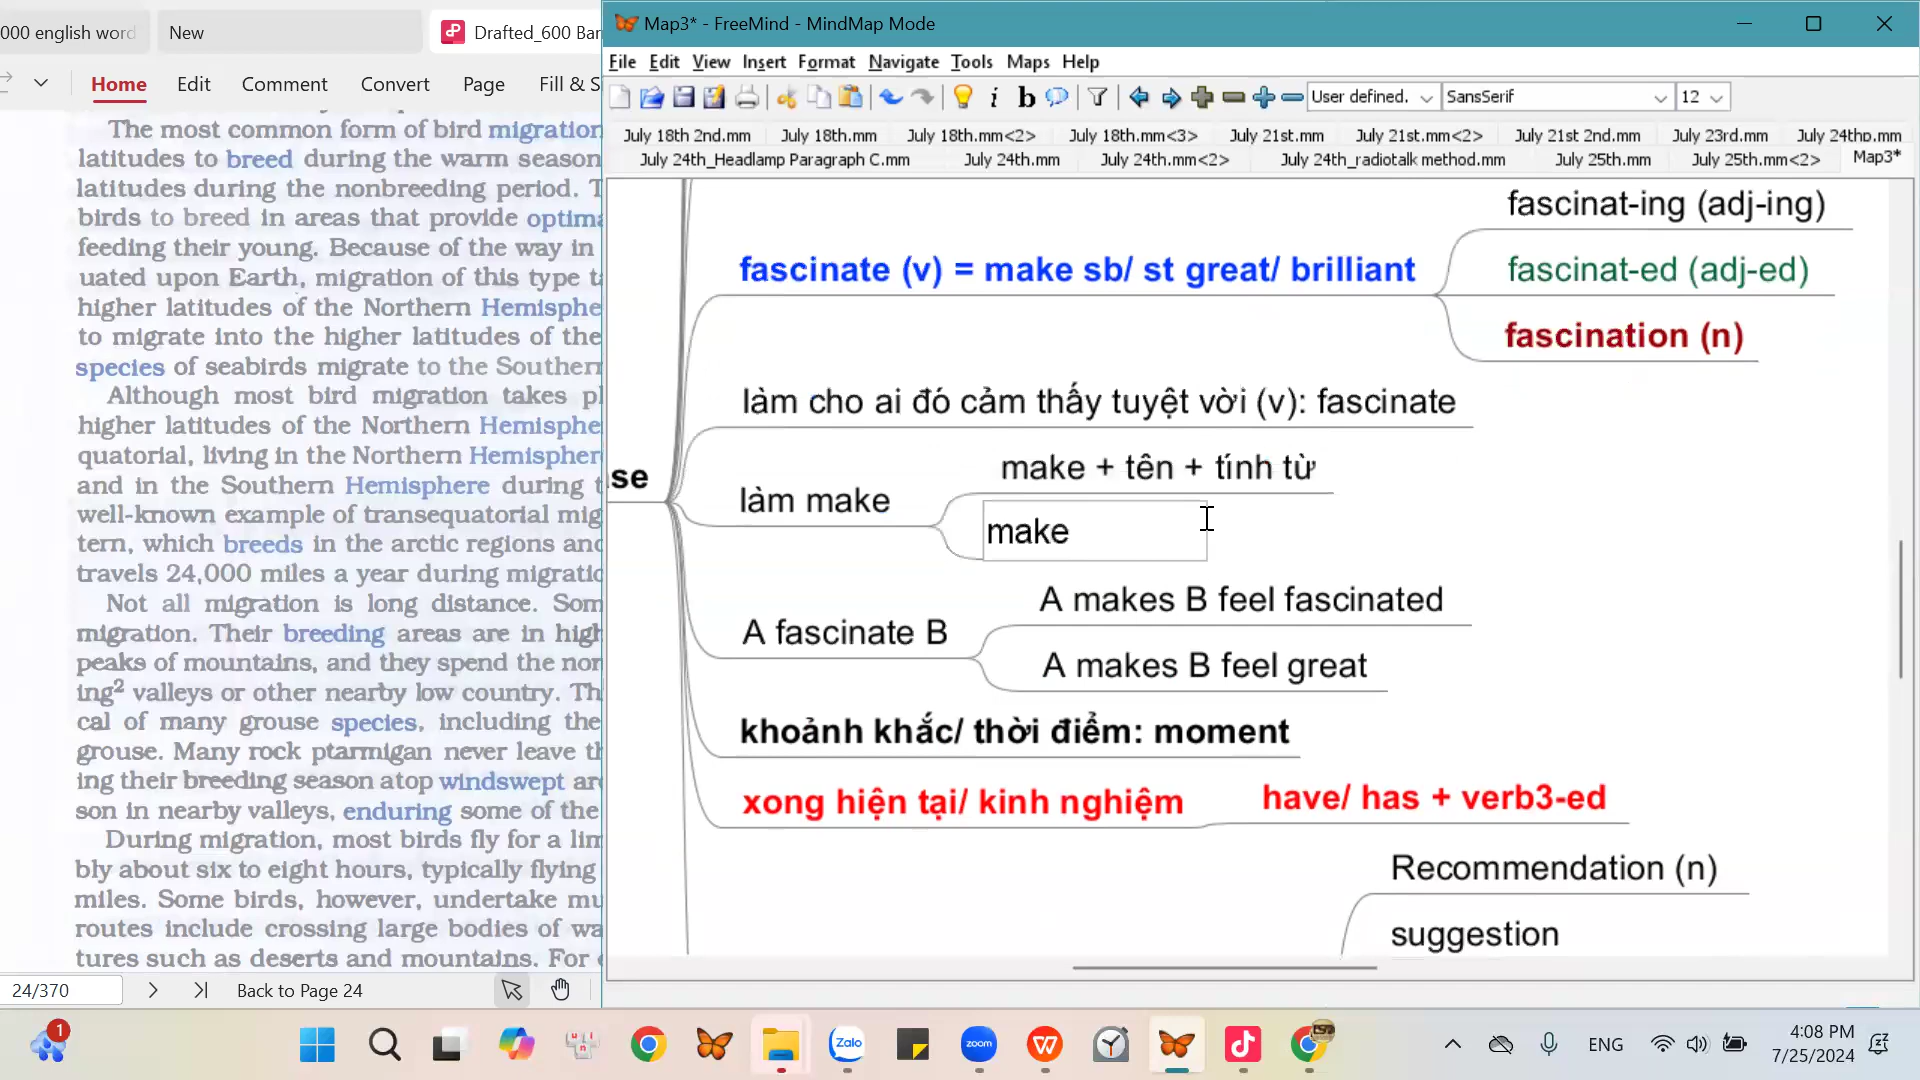 000 english word
New
Drafted_600 Bar
Home
Edit
Comment
Convert
Page
Fill & S
The most common form of bird migration
latitudes to breed during the warm season
latitudes during the nonbreeding period. T
birds to breed in areas that provide optima
feeding their young. Because of the way in
uated upon Earth, migration of this type ta
higher latitudes of the Northern Hemisphe
to migrate into the higher latitudes of the
species of seabirds migrate to the Southern
Although most bird migration takes pl
higher latitudes of the Northern Hemisphe
quatorial, living in the Northern Hemispher
and in the Southern Hemisphere during t
well-known example of transequatorial mig
tern, which breeds in the arctic regions and
travels 24,000 miles a year during migratio
Not all migration is long distance. Som
migration. Their breeding areas are in high
peaks of mountains, and they spend the non
ing2 valleys or other nearby low country. Th
cal of many grouse species, including the
grouse. Many rock ptarmigan never leave th
ing their breeding season atop windswept ar
son in nearby valleys, enduring some of the
During migration, most birds fly for a lim
bly about six to eight hours, typically flying
miles. Some birds, however, undertake mu
routes include crossing large bodies of wa
tures such as deserts and mountains. For
24/370
Back to Page 24
Map3* - FreeMind - MindMap Mode
File Edit View Insert Format Navigate Tools Maps Help
User defined.
SansSerif
12
July 18th 2nd.mm
July 18th.mm
July 18th.mm<2>
July 18th.mm<3>
July 21st.mm
July 21st.mm<2>
July 21st 2nd.mm
July 23rd.mm
July 24thp.mm
July 24th_Headlamp Paragraph C.mm
July 24th.mm
July 24th.mm<2>
July 24th_radiotalk method.mm
July 25th.mm
July 25th.mm<2>
Map3*
fascinat-ing (adj-ing)
fascinate (v) = make sb/ st great/ brilliant
fascinat-ed (adj-ed)
fascination (n)
làm cho ai đó cảm thấy tuyệt vời (v): fascinate
make + tên + tính từ
se
làm make
make
A makes B feel fascinated
A fascinate B
A makes B feel great
khoảnh khắc/ thời điểm: moment
xong hiện tại/ kinh nghiệm
have/ has + verb3-ed
Recommendation (n)
suggestion
1
Zalo
zoom
ENG
4:08 PM
7/25/2024